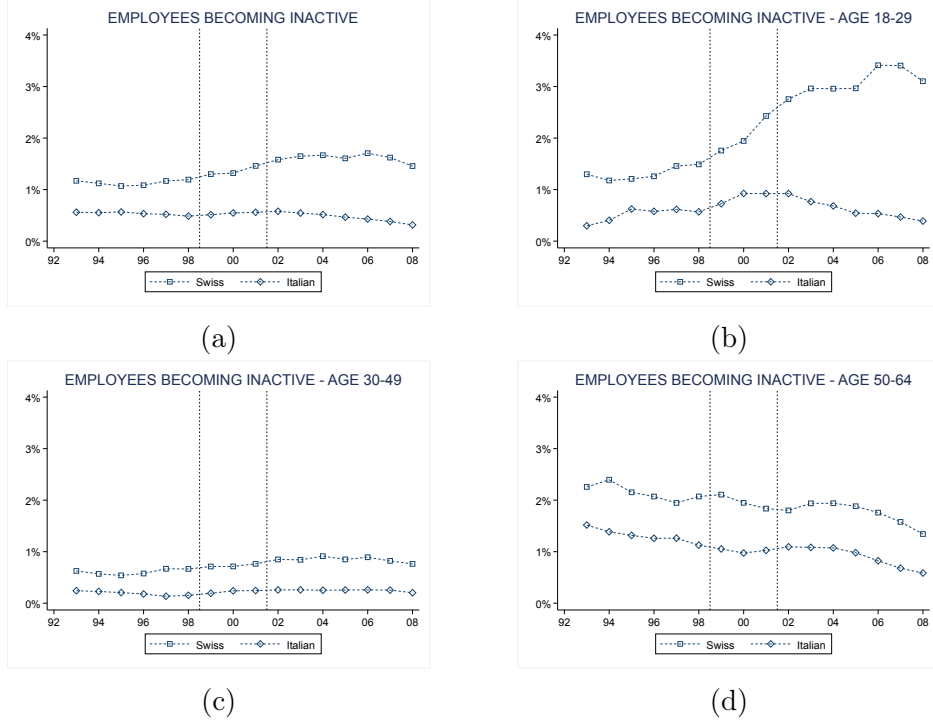 EMPLOYEES BECOMING INACTIVE
4%
3%
2%
1%
0%
92 94 96 98 00 02 04 06 08
Swiss Italian
(a)
EMPLOYEES BECOMING INACTIVE - AGE 18-29
4%
3%
2%
1%
0%
92 94 96 98 00 02 04 06 08
Swiss Italian
(b)
EMPLOYEES BECOMING INACTIVE - AGE 30-49
4%
3%
2%
1%
0%
92 94 96 98 00 02 04 06 08
Swiss Italian
(c)
EMPLOYEES BECOMING INACTIVE - AGE 50-64
4%
3%
2%
1%
0%
92 94 96 98 00 02 04 06 08
Swiss Italian
(d)